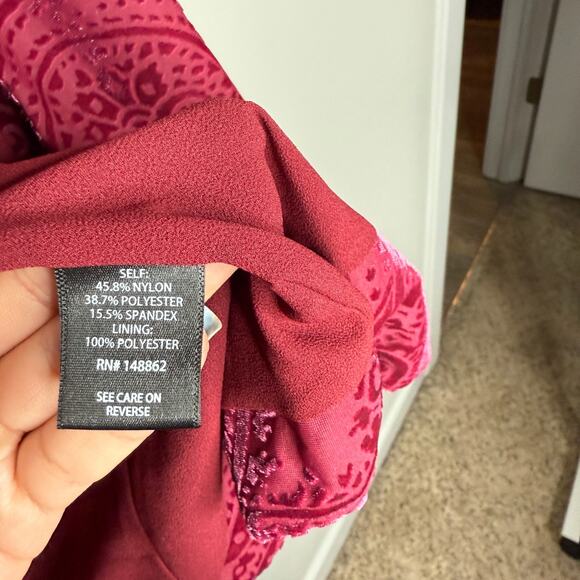 SELF:
45.8% NYLON
38.7% POLYESTER
15.5% SPANDEX
LINING:
100% POLYESTER
RN# 148862
SEE CARE ON
REVERSE